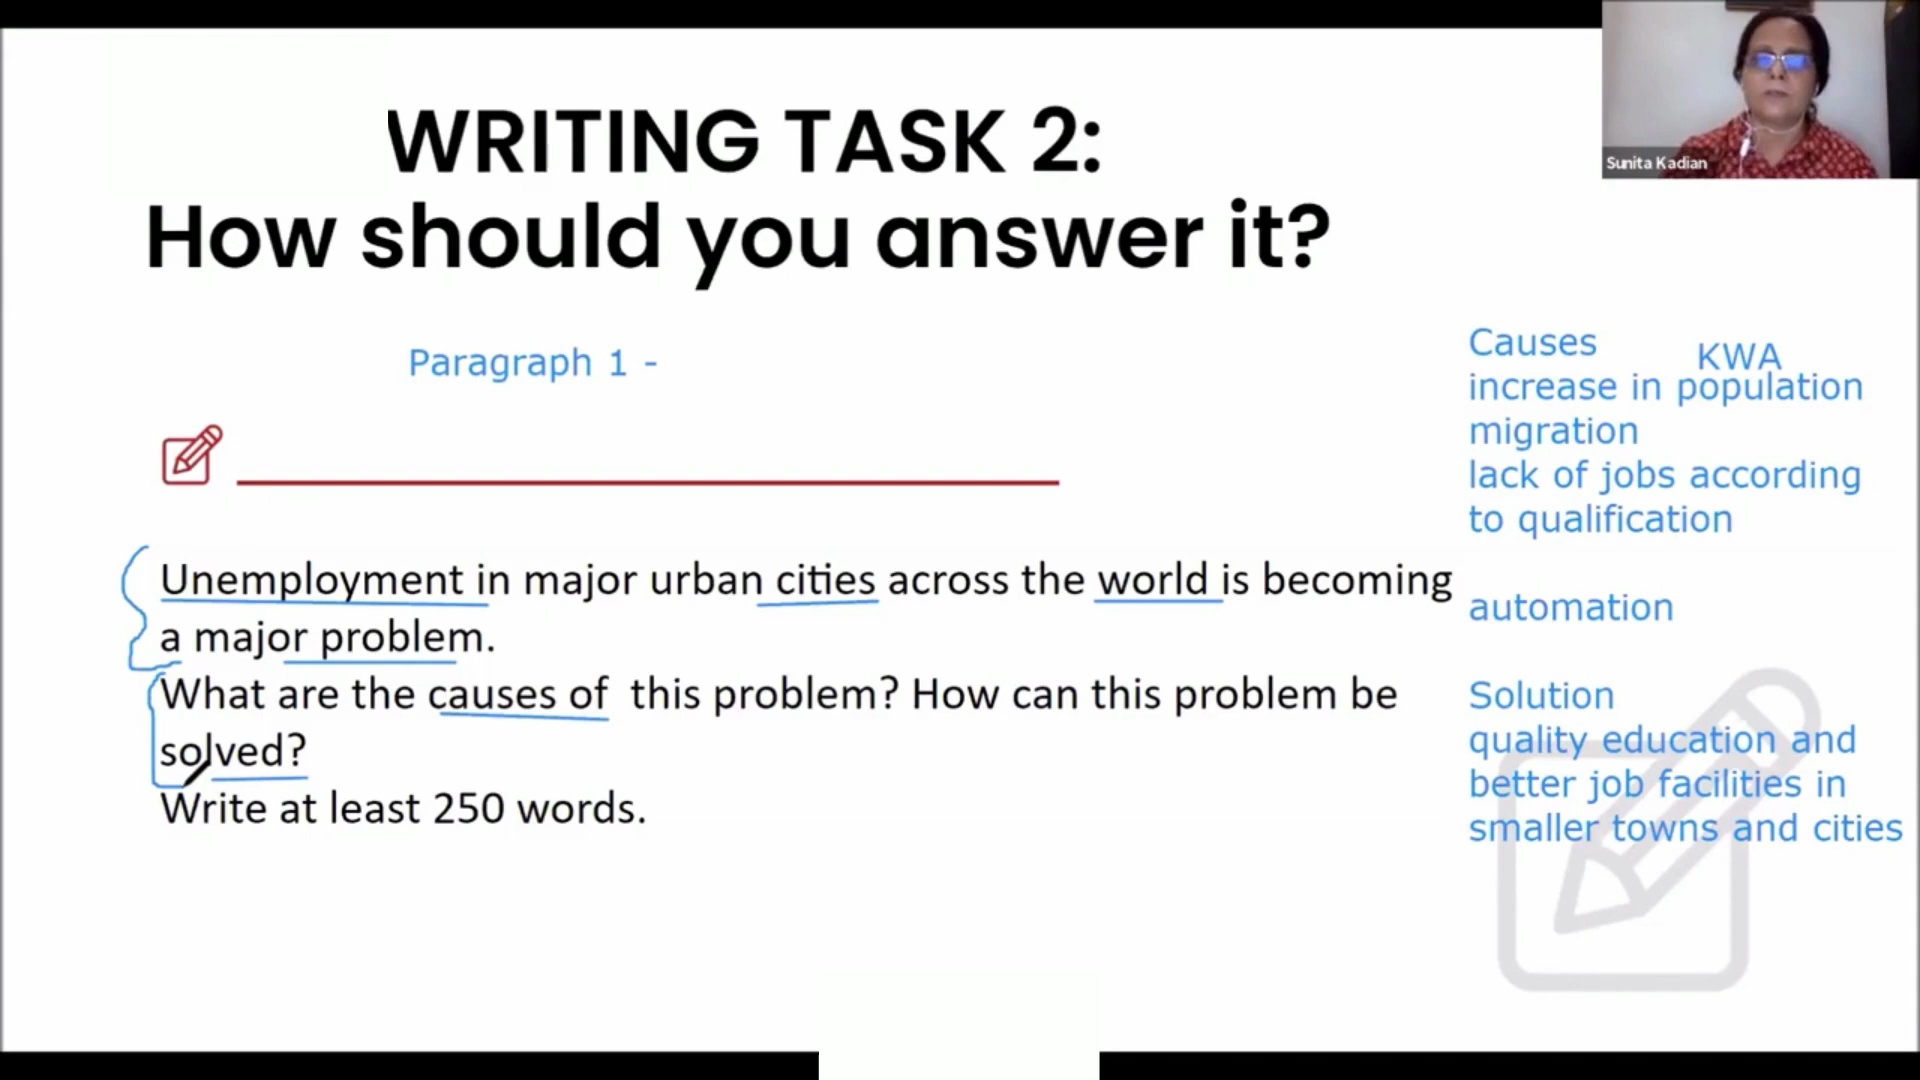 WRITING TASK 2:
How should you answer it?
Sunita Kadian
Paragraph 1 -
Causes
KWA
increase in population
migration
lack of jobs according
to qualification
automation
Solution
quality education and
better job facilities in
smaller towns and cities
Unemployment in major urban cities across the world is becoming
a major problem.
What are the causes of this problem? How can this problem be
solved?
Write at least 250 words.